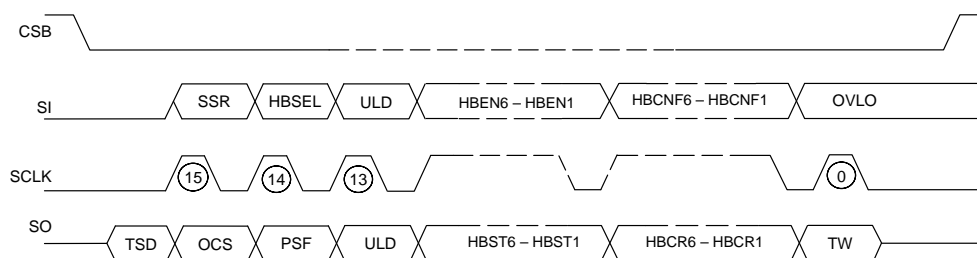 CSB
SI SSR HBSEL ULD HBEN6 – HBEN1 HBCNF6 – HBCNF1 OVLO
SCLK 15 14 13 0
SO TSD OCS PSF ULD HBST6 – HBST1 HBCR6 – HBCR1 TW